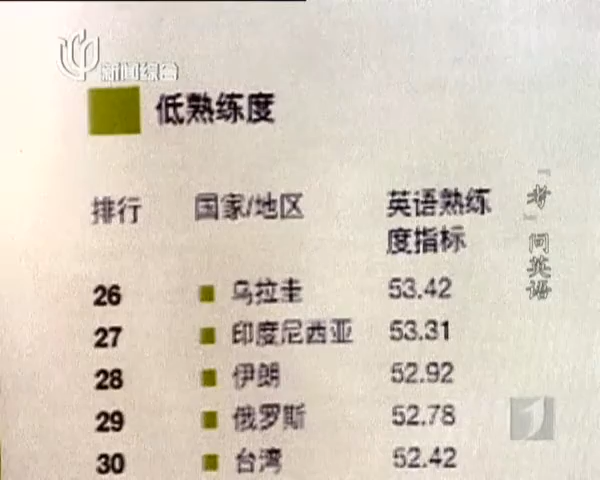 新闻综合
低熟练度
排行 国家/地区 英语熟练
度指标
26 乌拉圭 53.42
27 印度尼西亚 53.31
28 伊朗 52.92
29 俄罗斯 52.78
30 台湾 52.42
“考”问英语
1